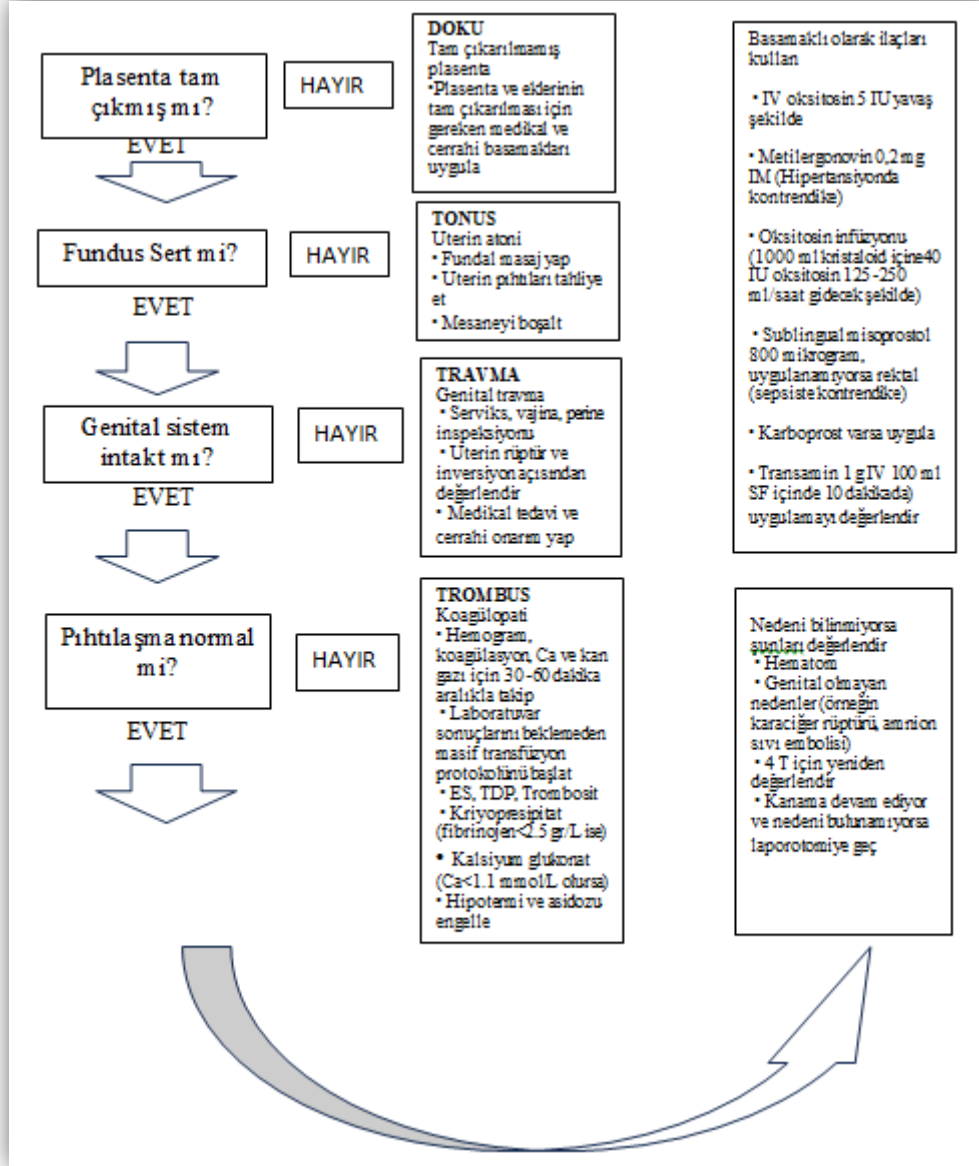 Plasenta tam
çıkmış mı?
HAYIR
DOKU
Tam çıkarılmamış
plasenta
•Plasenta ve eklerinin
tam çıkarılması için
gereken medikal ve
cerrahi basamakları
uygula
EVET
Fundus Sert mi?
HAYIR
TONUS
Uterin atoni
• Fundal masaj yap
• Uterin pıhtıları tahliye
et
• Mesaneyi boşalt
EVET
Genital sistem
intakt mı?
HAYIR
TRAVMA
Genital travma
• Serviks, vajina, perine
inspeksiyonu
• Uterin rüptür ve
inversiyon açısından
değerlendir
• Medikal tedavi ve
cerrahi onarım yap
EVET
Pıhtılaşma normal
mi?
HAYIR
TROMBUS
Koagülopati
• Hemogram,
koagülasyon, Ca ve kan
gazı için 30-60 dakika
aralıkla takip
• Laboratuvar
sonuçlarını beklemeden
masif transfüzyon
protokolünü başlat
• ES, TDP, Trombosit
• Kriyopresipitat
(fibrinojen<2.5 gr/L ise)
• Kalsiyum glukonat
(Ca<1.1 mmol/L olursa)
• Hipotermi ve asidozu
engelle
EVET
Basamaklı olarak ilaçları
kullan
• IV oksitosin 5 IU yavaş
şekilde
• Metilergonovin 0,2 mg
IM (Hipertansiyonda
kontrendike)
• Oksitosin infüzyonu
(1000 ml kristaloid içine 40
IU oksitosin 125-250
ml/saat gidecek şekilde)
• Sublingual misoprostol
800 mikrogram,
uygulanamıyorsa rektal
(sepsiste kontrendike)
• Karboprost varsa uygula
• Transamin 1 g IV 100 ml
SF içinde 10 dakikada)
uygulamayı değerlendir
Nedeni bilinmiyorsa
şunları değerlendir
• Hematom
• Genital olmayan
nedenler (örneğin
karaciğer rüptürü, amnion
sıvı embolisi)
• 4 T için yeniden
değerlendir
• Kanama devam ediyor
ve nedeni bulunamıyorsa
laporotomiye geç